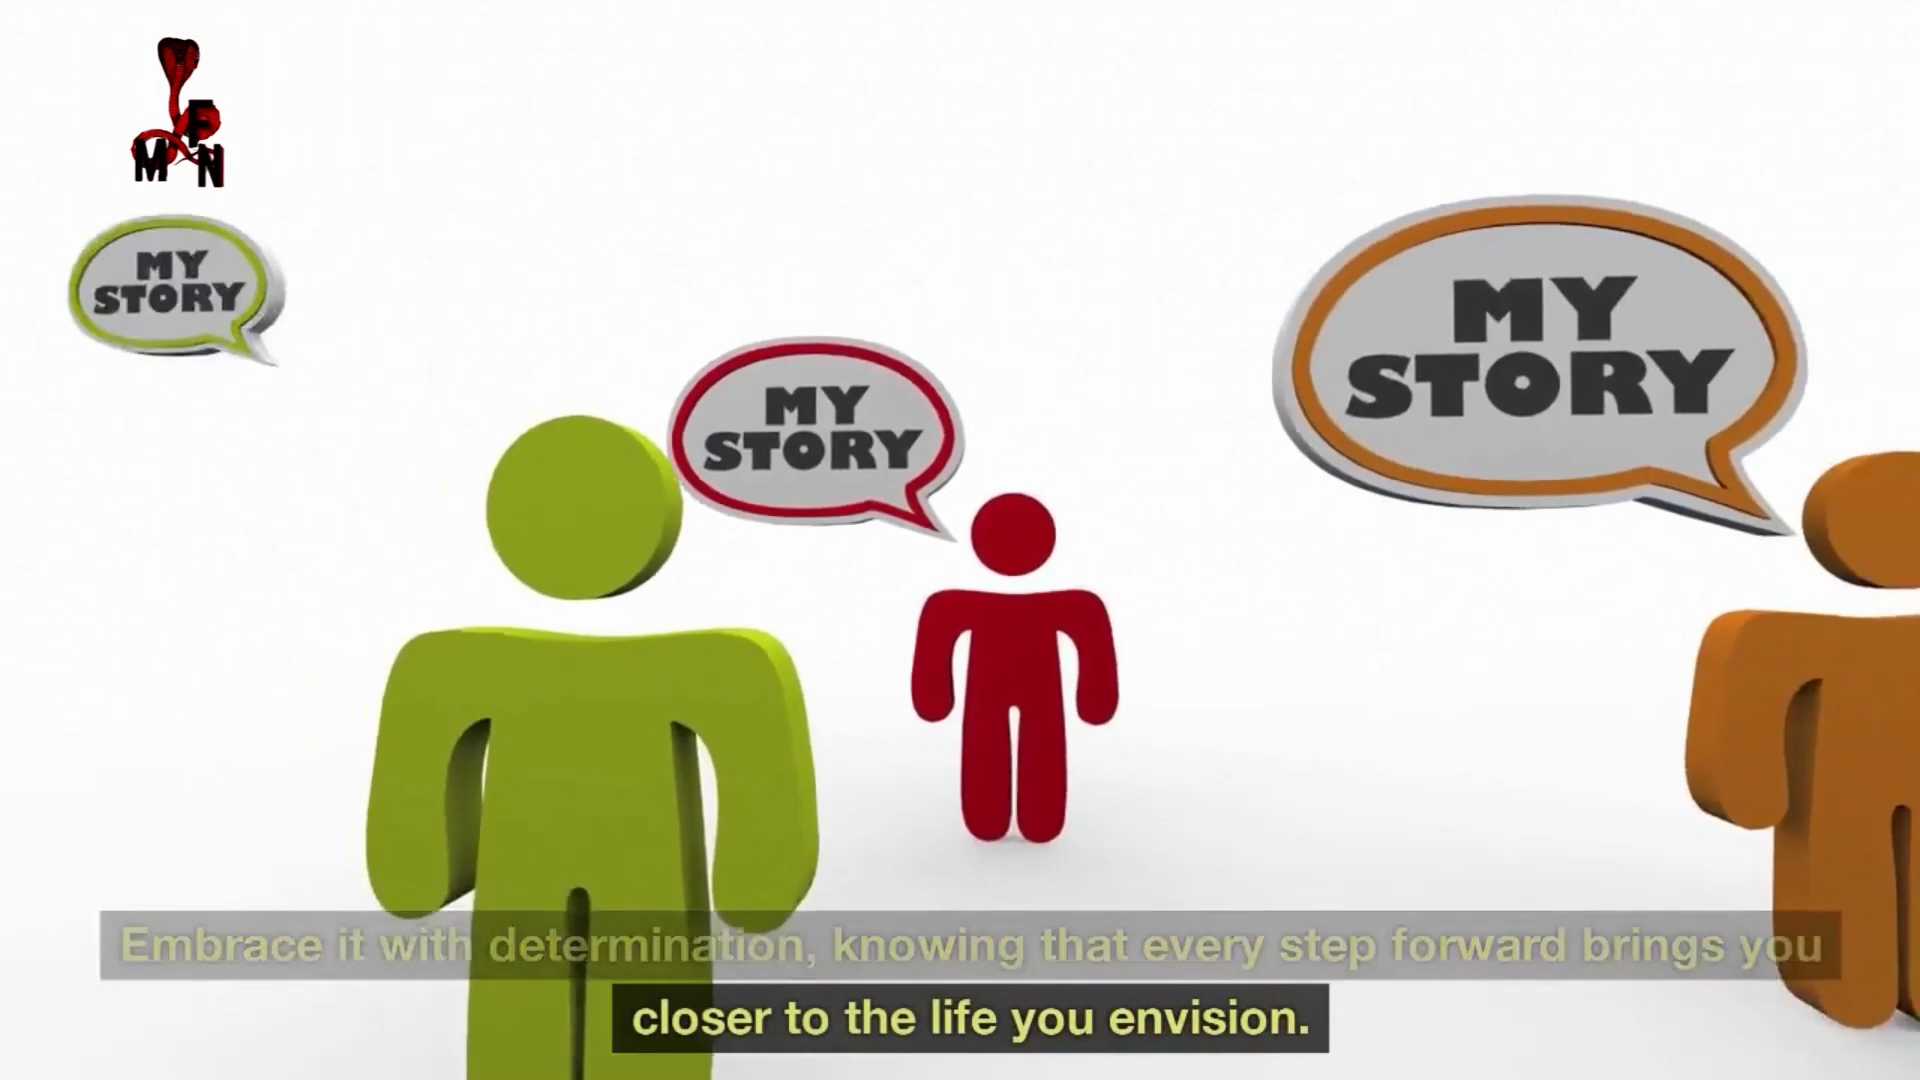 F
M N
MY
STORY
MY
STORY
MY
STORY
Embrace it with determination, knowing that every step forward brings you
closer to the life you envision.